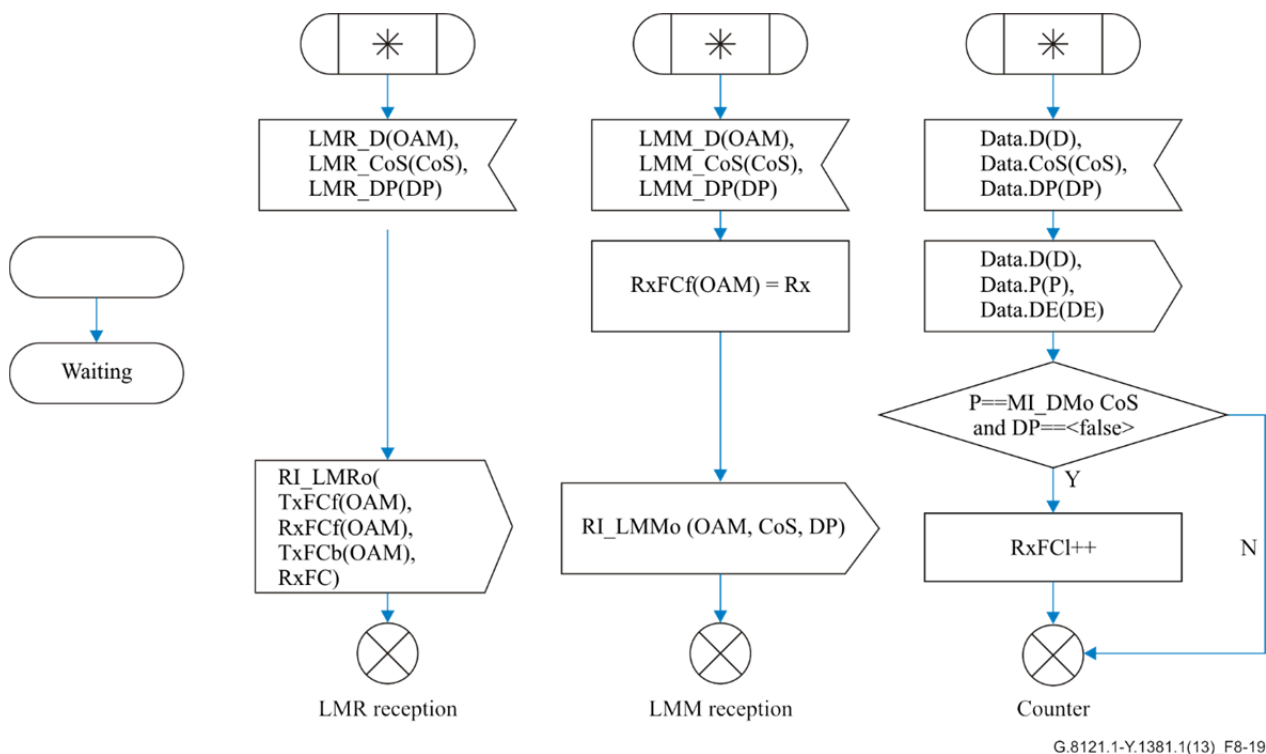 Waiting
LMR_D(OAM),
LMR_CoS(CoS),
LMR_DP(DP)
RI_LMRo(
TxFCf(OAM),
RxFCf(OAM),
TxFCb(OAM),
RxFC)
LMR reception
LMM_D(OAM),
LMM_CoS(CoS),
LMM_DP(DP)
RxFCf(OAM) = Rx
RI_LMMo (OAM, CoS, DP)
LMM reception
Data.D(D),
Data.CoS(CoS),
Data.DP(DP)
Data.D(D),
Data.P(P),
Data.DE(DE)
P==MI_DMo CoS
and DP==<false>
Y
N
RxFCl++
Counter
G.8121.1-Y.1381.1(13)_F8-19